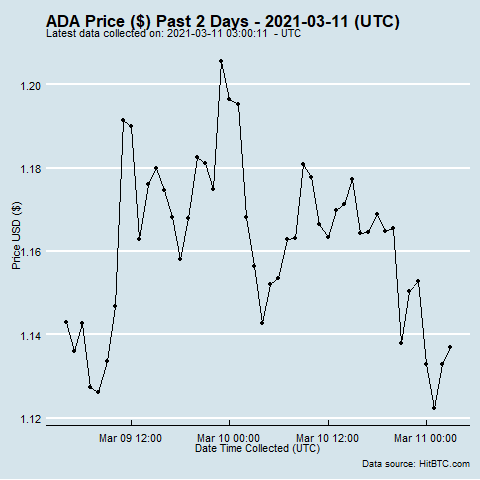 ADA Price ($) Past 2 Days - 2021-03-11 (UTC)
Latest data collected on: 2021-03-11 03:00:11 - UTC
1.20
1.18
1.16
1.14
1.12
Price USD ($)
Mar 09 12:00 Mar 10 00:00 Mar 10 12:00 Mar 11 00:00
Date Time Collected (UTC)
Data source: HitBTC.com